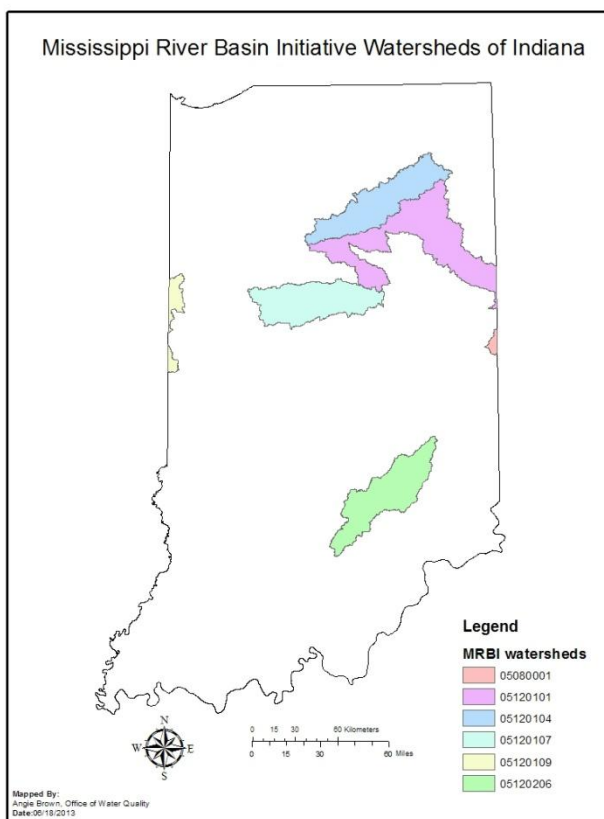 Mississippi River Basin Initiative Watersheds of Indiana
Legend
MRBI watersheds
05080001
05120101
05120104
05120107
05120109
05120206
N
W E
S
0 15 30 60 Kilometers
0 15 30 60 Miles
Mapped By:
Angie Brown, Office of Water Quality
Date:06/18/2013